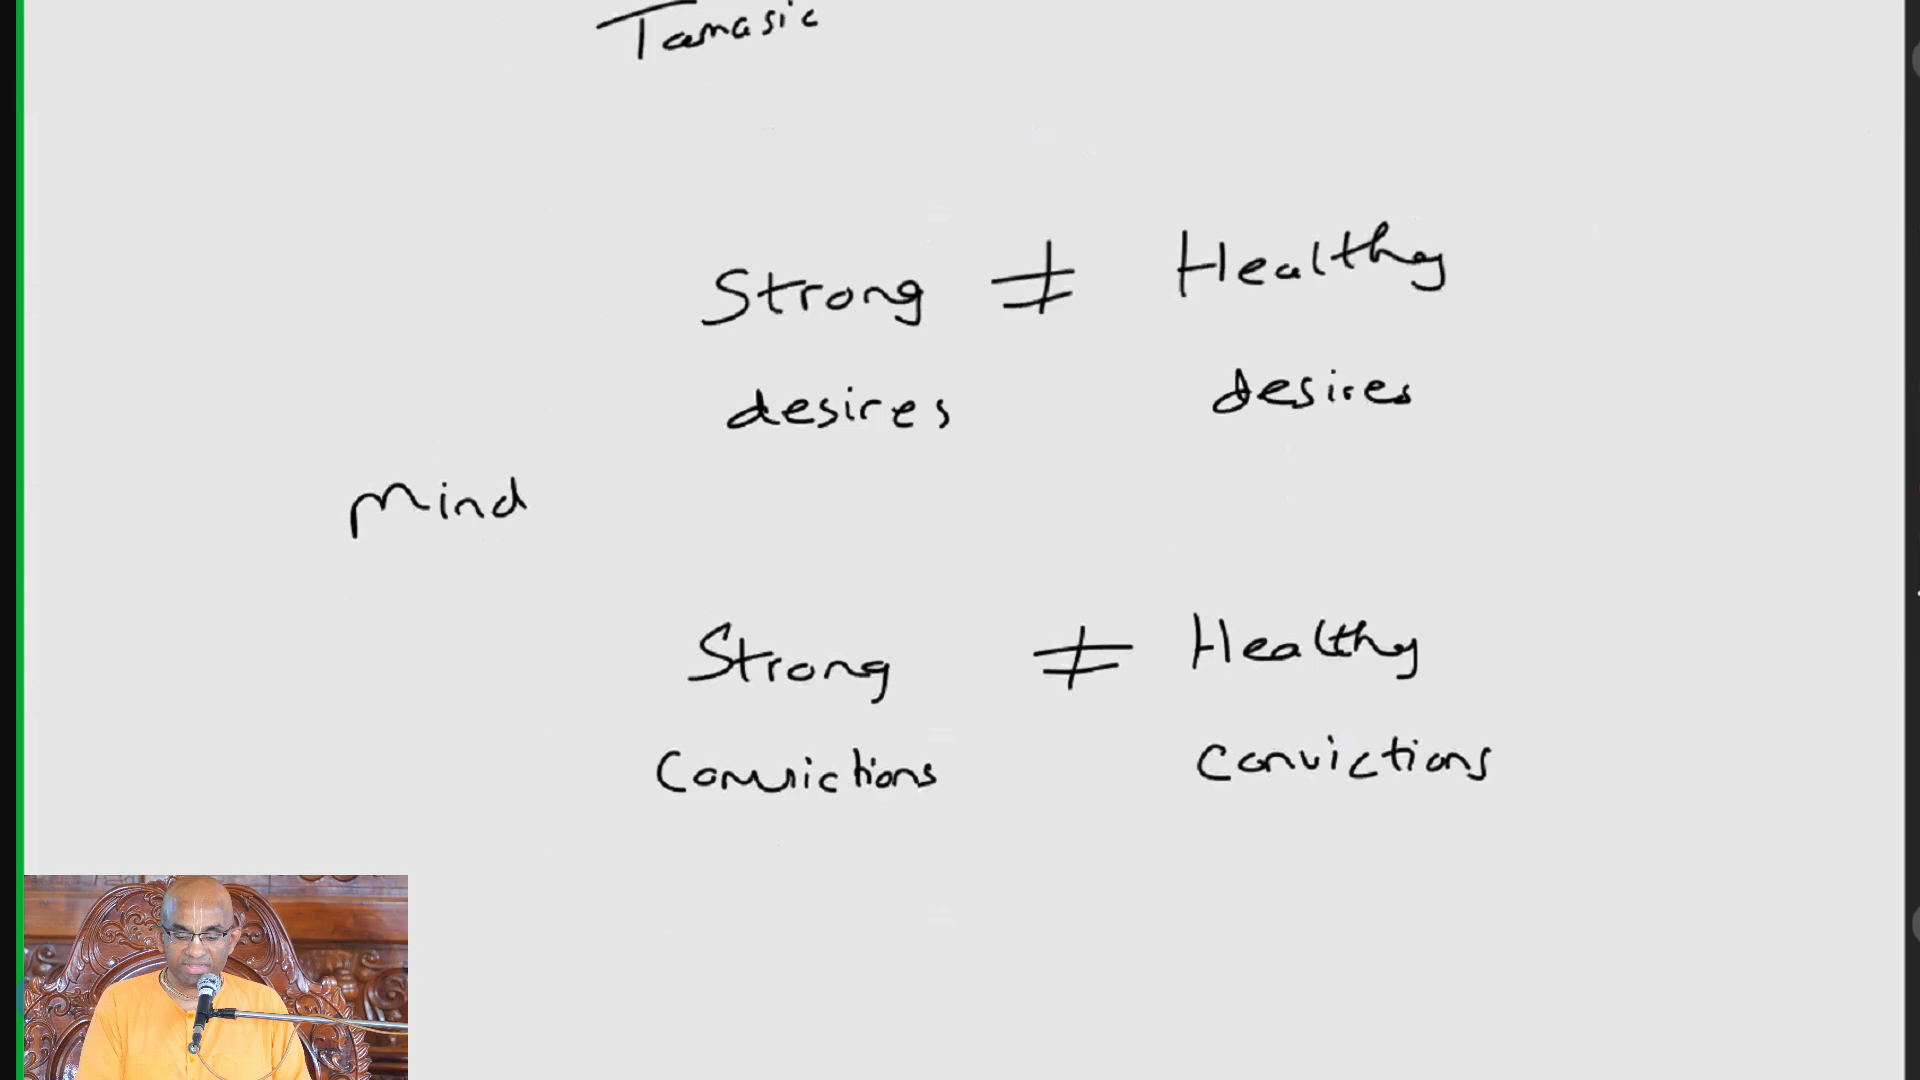 Tamasic
Strong ≠ Healthy
desires desires
Mind
Strong ≠ Healthy
Convictions convictions